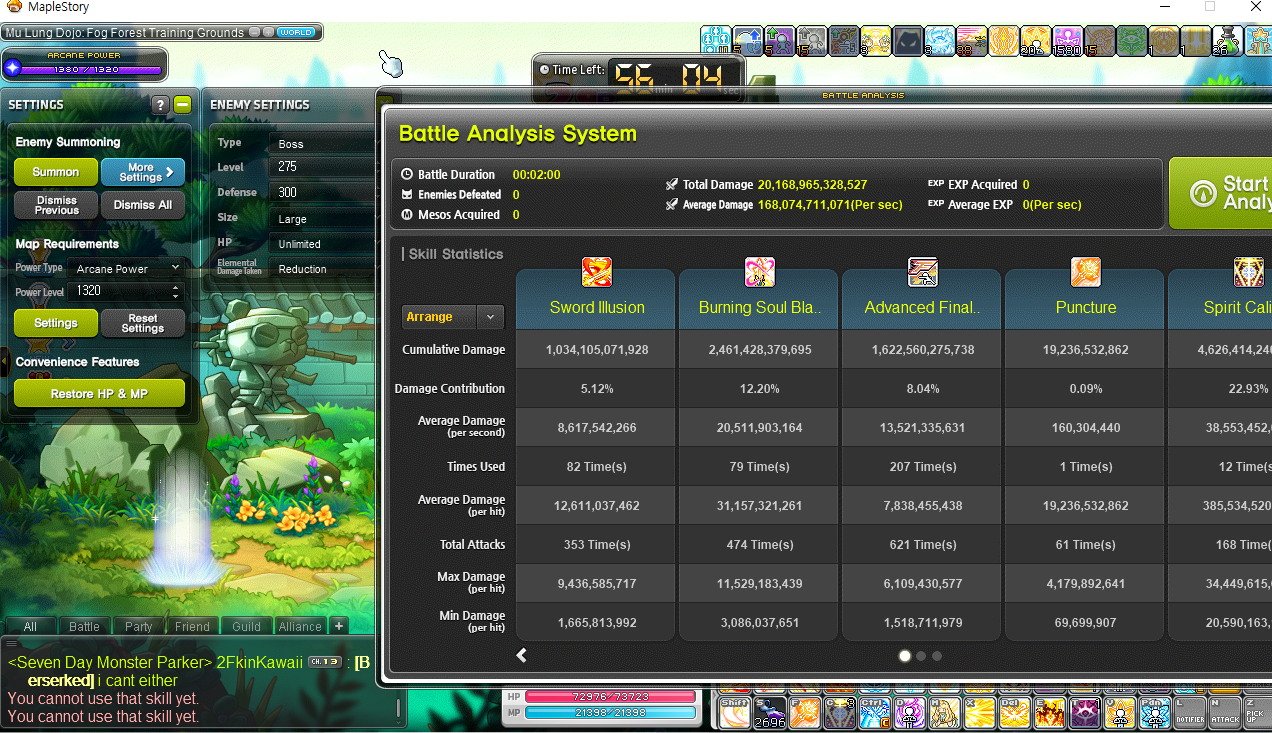 MapleStory
Mu Lung Dojo: Fog Forest Training Grounds
WORLD
ARCANE POWER
1380 / 1320
Time Left:
56 min 04 sec
SETTINGS
?
Enemy Summoning
Summon
More Settings
Dismiss Previous
Dismiss All
Map Requirements
Power Type Arcane Power
Power Level 1320
Settings
Reset Settings
Convenience Features
Restore HP & MP
ENEMY SETTINGS
Type Boss
Level 275
Defense 300
Size Large
HP Unlimited
Elemental Damage Taken Reduction
BATTLE ANALYSIS
Battle Analysis System
Battle Duration 00:02:00
Enemies Defeated 0
Mesos Acquired 0
Total Damage 20,168,965,328,527
Average Damage 168,074,711,071(Per sec)
EXP EXP Acquired 0
EXP Average EXP 0(Per sec)
Start
Analy
Skill Statistics
Arrange
Sword Illusion Burning Soul Bla.. Advanced Final.. Puncture Spirit Cali
Cumulative Damage 1,034,105,071,928 2,461,428,379,695 1,622,560,275,738 19,236,532,862 4,626,414,24
Damage Contribution 5.12% 12.20% 8.04% 0.09% 22.93%
Average Damage (per second) 8,617,542,266 20,511,903,164 13,521,335,631 160,304,440 38,553,452,
Times Used 82 Time(s) 79 Time(s) 207 Time(s) 1 Time(s) 12 Time(s
Average Damage (per hit) 12,611,037,462 31,157,321,261 7,838,455,438 19,236,532,862 385,534,520
Total Attacks 353 Time(s) 474 Time(s) 621 Time(s) 61 Time(s) 168 Time(
Max Damage (per hit) 9,436,585,717 11,529,183,439 6,109,430,577 4,179,892,641 34,449,615,
Min Damage (per hit) 1,665,813,992 3,086,037,651 1,518,711,979 69,699,907 20,590,163,
All Battle Party Friend Guild Alliance +
<Seven Day Monster Parker> 2FkinKawaii CH.13 : [B
erserked] i cant either
You cannot use that skill yet.
You cannot use that skill yet.
HP 72976/73723
MP 21398/21398
Shift 2696 F C Ctrl D M X Del E T V L NOTIFIER N ATTACK Z PICK UP